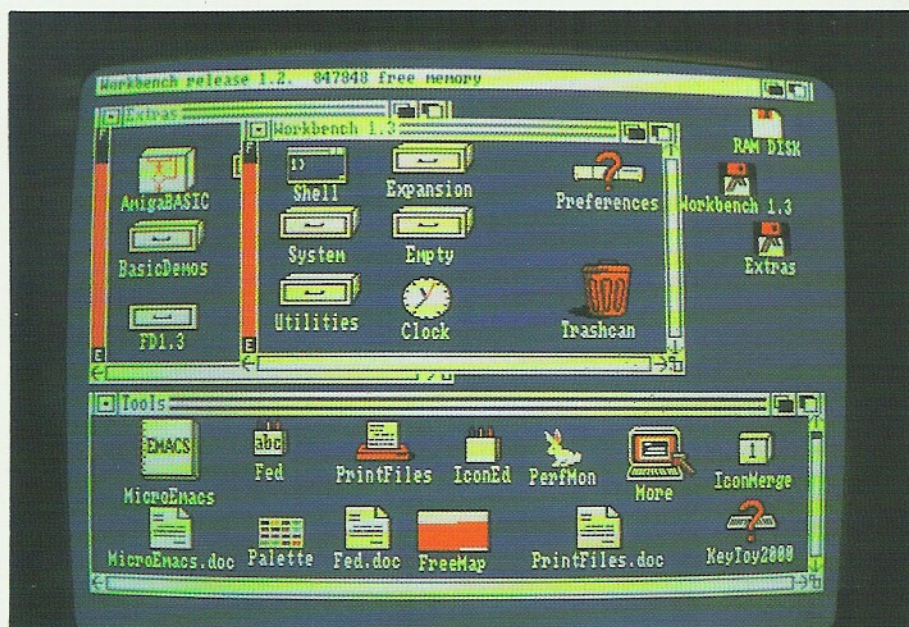 Workbench release 1.2. 847848 free memory
Extras
Workbench 1.3
RAM DISK
F
F
1>
EMACS
AmigaBASIC
Shell
Expansion
Preferences
Workbench 1.3
BasicDemos
System
Empty
Extras
FD1.3
Utilities
Clock
Trashcan
E
E
Tools
abc
1
MicroEmacs
Fed
PrintFiles
IconEd
PerfMon
More
IconMerge
MicroEmacs.doc
Palette
Fed.doc
FreeMap
PrintFiles.doc
KeyToy2000